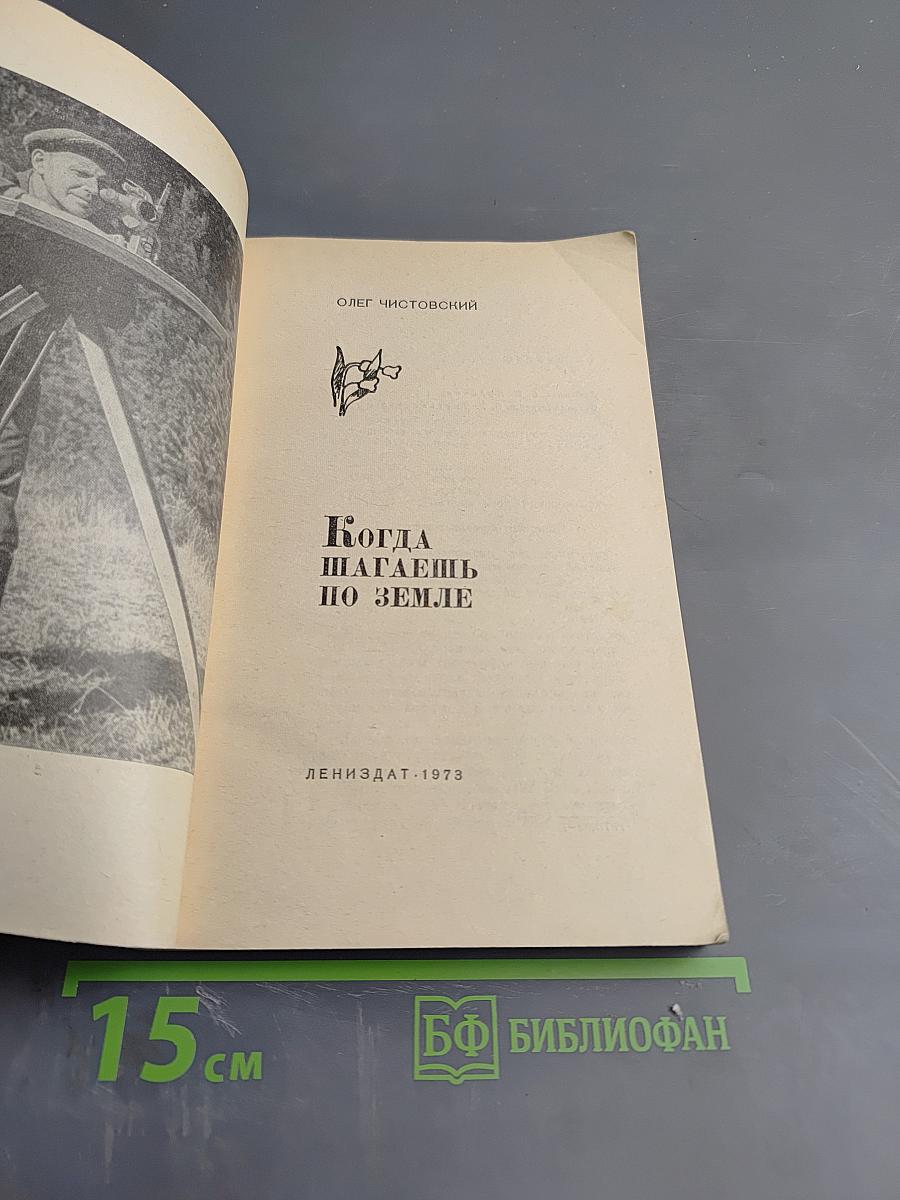 ОЛЕГ ЧИСТОВСКИЙ
Когда
шагаешь
по земле
ЛЕНИЗДАТ · 1973
15 см
БФ БИБЛИОФАН